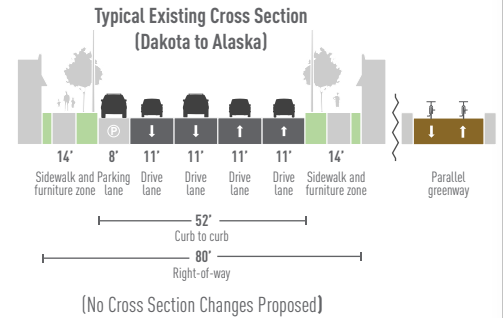 Typical Existing Cross Section
(Dakota to Alaska)
P
14' 8' 11' 11' 11' 11' 14'
Sidewalk and furniture zone
Parking lane
Drive lane
Drive lane
Drive lane
Drive lane
Sidewalk and furniture zone
Parallel greenway
52'
Curb to curb
80'
Right-of-way
(No Cross Section Changes Proposed)